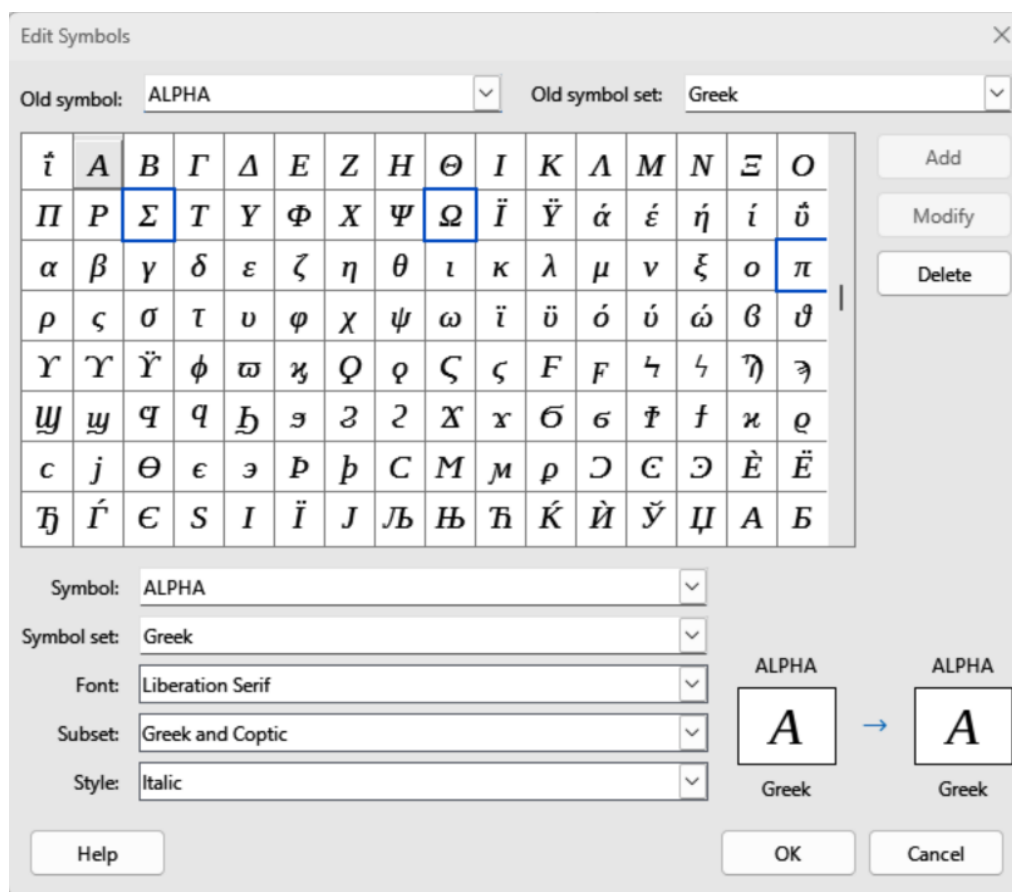 Edit Symbols
Old symbol: ALPHA Old symbol set: Greek
ΐ Α Β Γ Δ Ε Ζ Η Θ Ι Κ Λ Μ Ν Ξ Ο
Π Ρ Σ Τ Υ Φ Χ Ψ Ω Ϊ Ϋ ά έ ή ί ΰ
α β γ δ ε ζ η θ ι κ λ μ ν ξ ο π
ρ ς σ τ υ φ χ ψ ω ϊ ϋ ό ύ ώ ϐ ϑ
ϒ ϓ ϔ ϕ ϖ ϗ Ϙ ϙ Ϛ ϛ Ϝ ϝ Ϟ ϟ Ϡ ϡ
Ϣ ϣ Ϥ ϥ Ϧ ϧ Ϩ ϩ Ϫ ϫ Ϭ ϭ Ϯ ϯ ϰ ϱ
ϲ ϳ ϴ ϵ ϶ Ϸ ϸ Ϲ Ϻ ϻ ϼ Ͻ Ͼ Ͽ Ѐ Ё
Ђ Ѓ Є Ѕ І Ї Ј Љ Њ Ћ Ќ Ѝ Ў Џ А Б
Add
Modify
Delete
Symbol: ALPHA
Symbol set: Greek
Font: Liberation Serif
Subset: Greek and Coptic
Style: Italic
ALPHA → ALPHA
Α Α
Greek Greek
Help OK Cancel